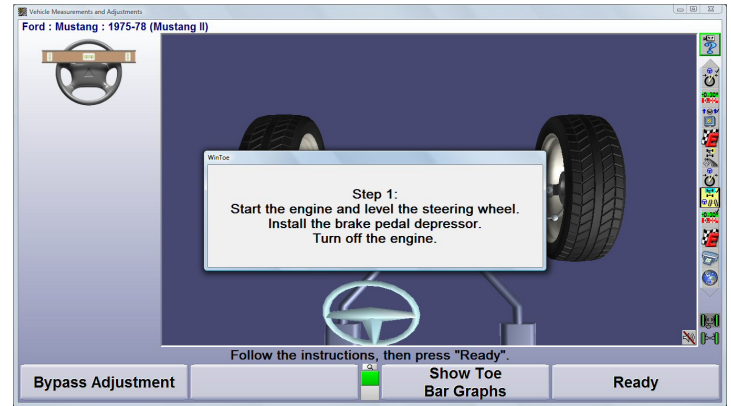 Vehicle Measurements and Adjustments
Ford : Mustang : 1975-78 (Mustang II)
WinToe
Step 1:
Start the engine and level the steering wheel.
Install the brake pedal depressor.
Turn off the engine.
Follow the instructions, then press "Ready".
Bypass Adjustment
Show Toe
Bar Graphs
Ready